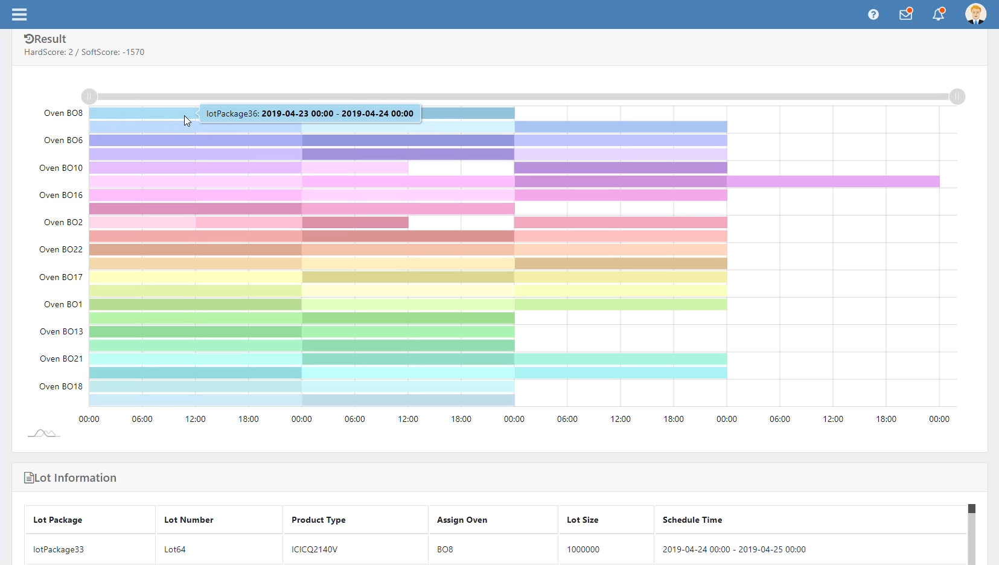 Result
HardScore: 2 / SoftScore: -1570
Oven BO8
lotPackage36: 2019-04-23 00:00 - 2019-04-24 00:00
Oven BO6
Oven BO10
Oven BO16
Oven BO2
Oven BO22
Oven BO17
Oven BO1
Oven BO13
Oven BO21
Oven BO18
00:00 06:00 12:00 18:00 00:00 06:00 12:00 18:00 00:00 06:00 12:00 18:00 00:00 06:00 12:00 18:00 00:00
Lot Information
Lot Package Lot Number Product Type Assign Oven Lot Size Schedule Time
lotPackage33 Lot64 ICICQ2140V BO8 1000000 2019-04-24 00:00 - 2019-04-25 00:00